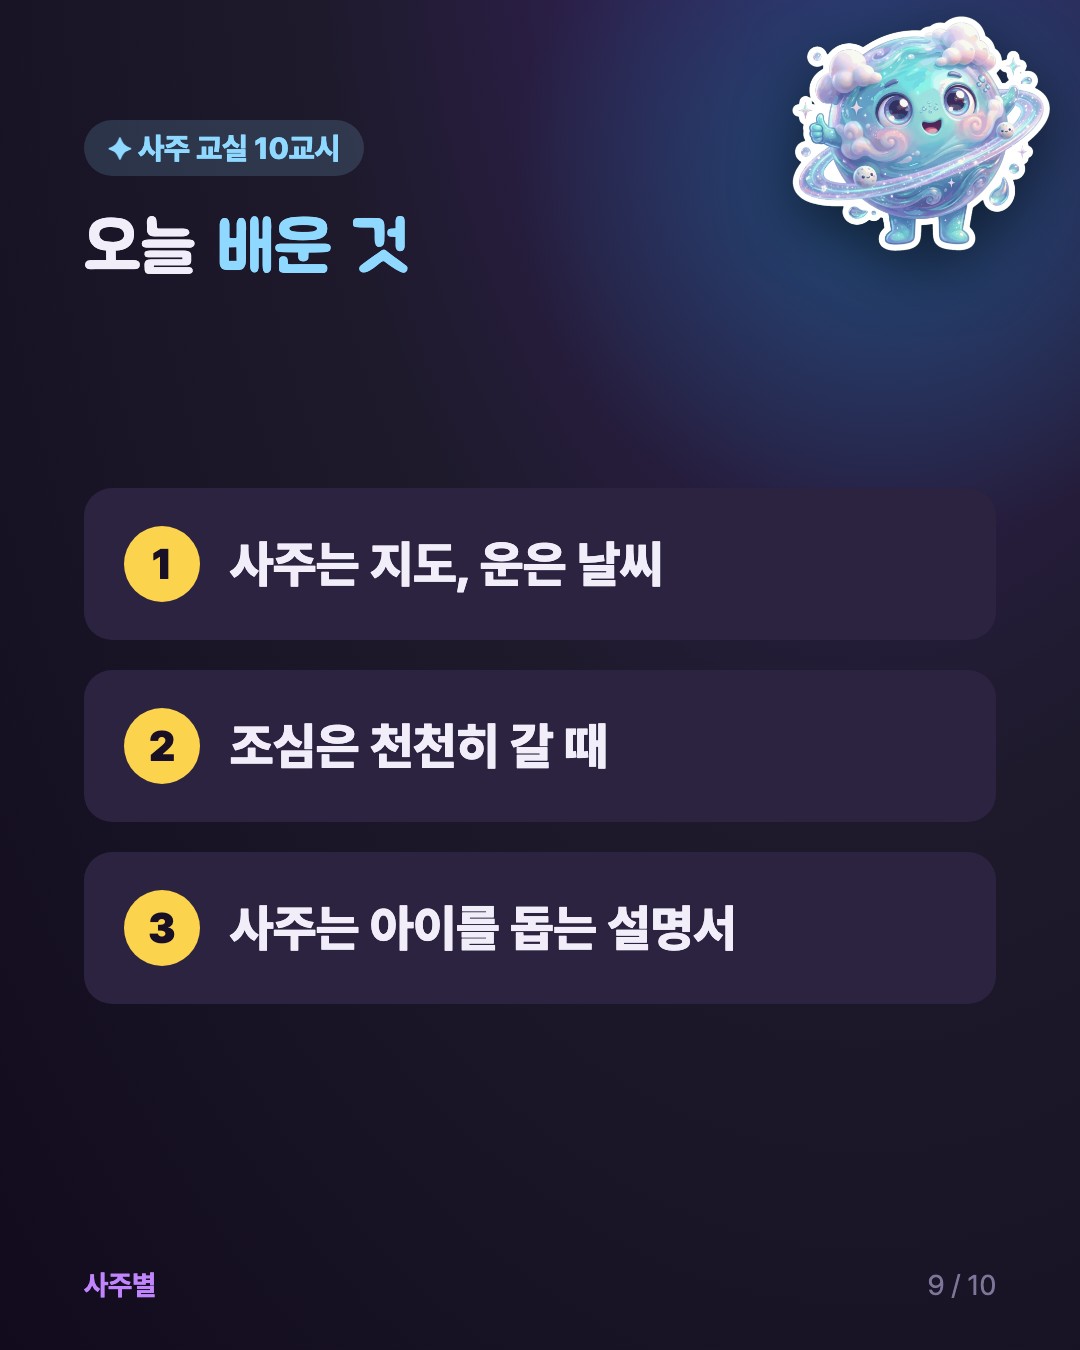 ✦ 사주 교실 10교시
오늘 배운 것
1 사주는 지도, 운은 날씨
2 조심은 천천히 갈 때
3 사주는 아이를 돕는 설명서
사주별
9 / 10